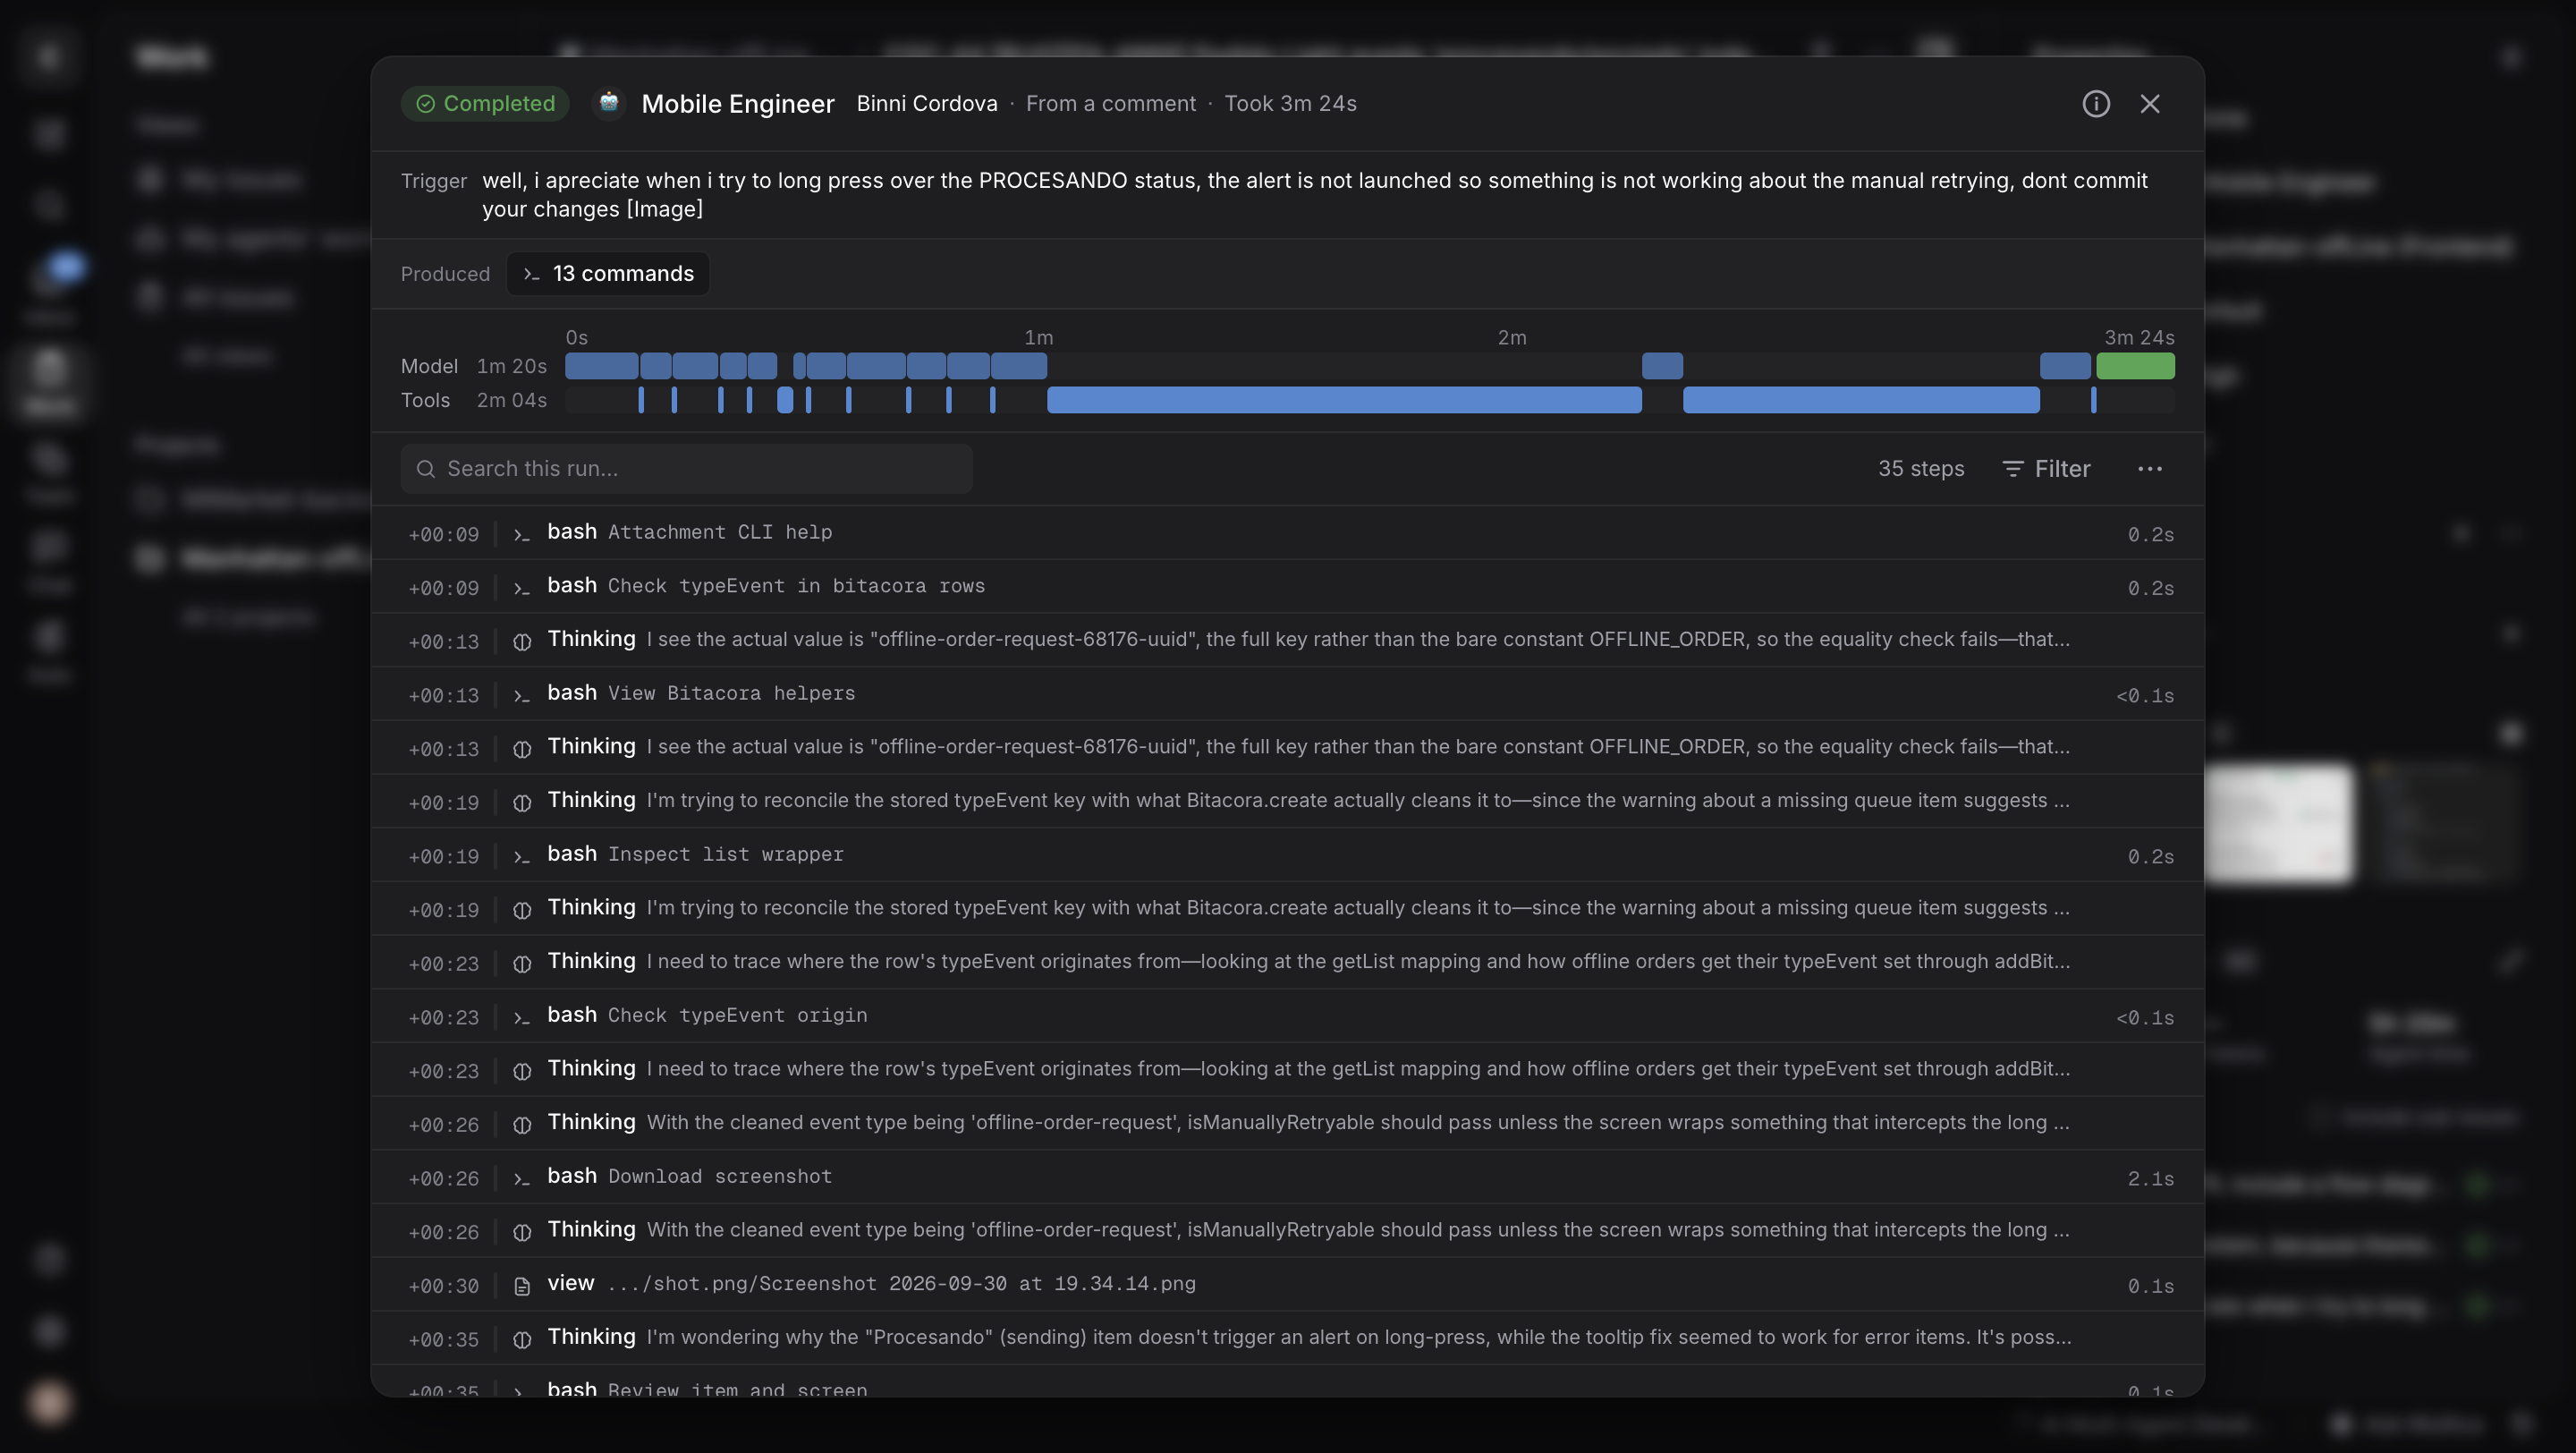 Work
Completed Mobile Engineer Binni Cordova · From a comment · Took 3m 24s
Trigger well, i apreciate when i try to long press over the PROCESANDO status, the alert is not launched so something is not working about the manual retrying, dont commit
your changes [Image]
Produced 13 commands
0s 1m 2m 3m 24s
Model 1m 20s
Tools 2m 04s
Search this run... 35 steps Filter
+00:09 bash Attachment CLI help 0.2s
+00:09 bash Check typeEvent in bitacora rows 0.2s
+00:13 Thinking I see the actual value is "offline-order-request-68176-uuid", the full key rather than the bare constant OFFLINE_ORDER, so the equality check fails—that...
+00:13 bash View Bitacora helpers <0.1s
+00:13 Thinking I see the actual value is "offline-order-request-68176-uuid", the full key rather than the bare constant OFFLINE_ORDER, so the equality check fails—that...
+00:19 Thinking I'm trying to reconcile the stored typeEvent key with what Bitacora.create actually cleans it to—since the warning about a missing queue item suggests ...
+00:19 bash Inspect list wrapper 0.2s
+00:19 Thinking I'm trying to reconcile the stored typeEvent key with what Bitacora.create actually cleans it to—since the warning about a missing queue item suggests ...
+00:23 Thinking I need to trace where the row's typeEvent originates from—looking at the getList mapping and how offline orders get their typeEvent set through addBit...
+00:23 bash Check typeEvent origin <0.1s
+00:23 Thinking I need to trace where the row's typeEvent originates from—looking at the getList mapping and how offline orders get their typeEvent set through addBit...
+00:26 Thinking With the cleaned event type being 'offline-order-request', isManuallyRetryable should pass unless the screen wraps something that intercepts the long ...
+00:26 bash Download screenshot 2.1s
+00:26 Thinking With the cleaned event type being 'offline-order-request', isManuallyRetryable should pass unless the screen wraps something that intercepts the long ...
+00:30 view .../shot.png/Screenshot 2026-09-30 at 19.34.14.png 0.1s
+00:35 Thinking I'm wondering why the "Procesando" (sending) item doesn't trigger an alert on long-press, while the tooltip fix seemed to work for error items. It's poss...
+00:35 bash Review item and screen 0.1s